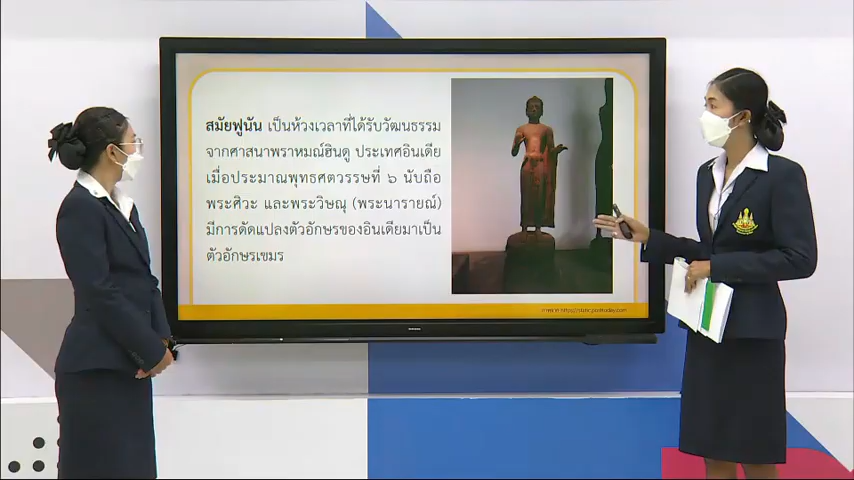 สมัยฟูนัน เป็นห้วงเวลาที่ได้รับวัฒนธรรม
จากศาสนาพราหมณ์ฮินดู ประเทศอินเดีย
เมื่อประมาณพุทธศตวรรษที่ ๖ นับถือ
พระศิวะ และพระวิษณุ (พระนารายณ์)
มีการดัดแปลงตัวอักษรของอินเดียมาเป็น
ตัวอักษรเขมร